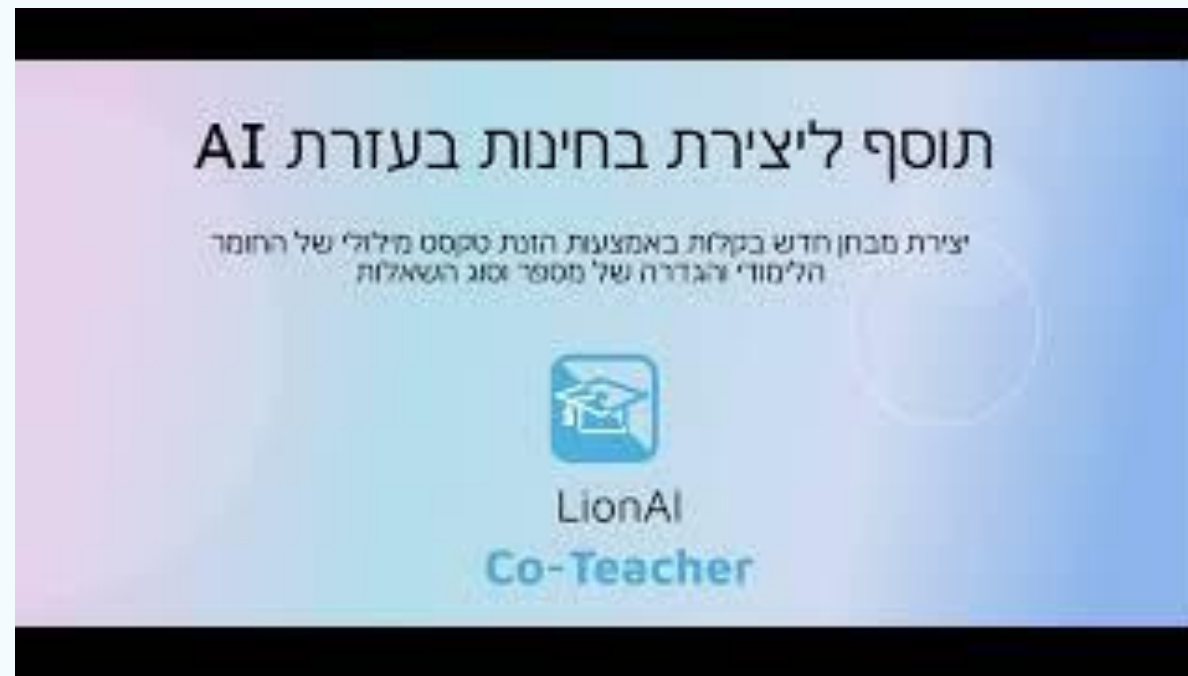 תוסף ליצירת בחינות בעזרת AI
יצירת מבחן חדש בקלות באמצעות הזנת טקסט מילולי של החומר
הלימודי והגדרה של מספר וסוג השאלות
LionAI
Co-Teacher